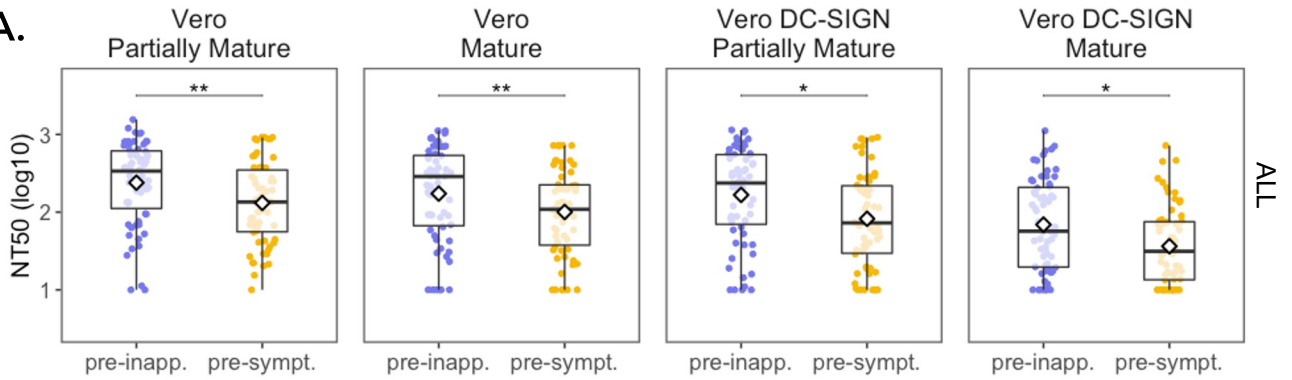 A.
Vero
Partially Mature
Vero
Mature
Vero DC-SIGN
Partially Mature
Vero DC-SIGN
Mature
NT50 (log10)
3
2
1
**
**
*
*
ALL
pre-inapp. pre-sympt.
pre-inapp. pre-sympt.
pre-inapp. pre-sympt.
pre-inapp. pre-sympt.